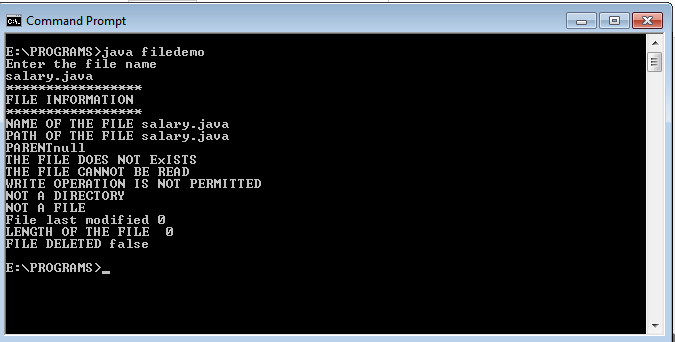 Command Prompt
E:\PROGRAMS>java filedemo
Enter the file name
salary.java
*****************
FILE INFORMATION
*****************
NAME OF THE FILE salary.java
PATH OF THE FILE salary.java
PARENTnull
THE FILE DOES NOT ExISTS
THE FILE CANNOT BE READ
WRITE OPERATION IS NOT PERMITTED
NOT A DIRECTORY
NOT A FILE
File last modified 0
LENGTH OF THE FILE  0
FILE DELETED false
E:\PROGRAMS>_